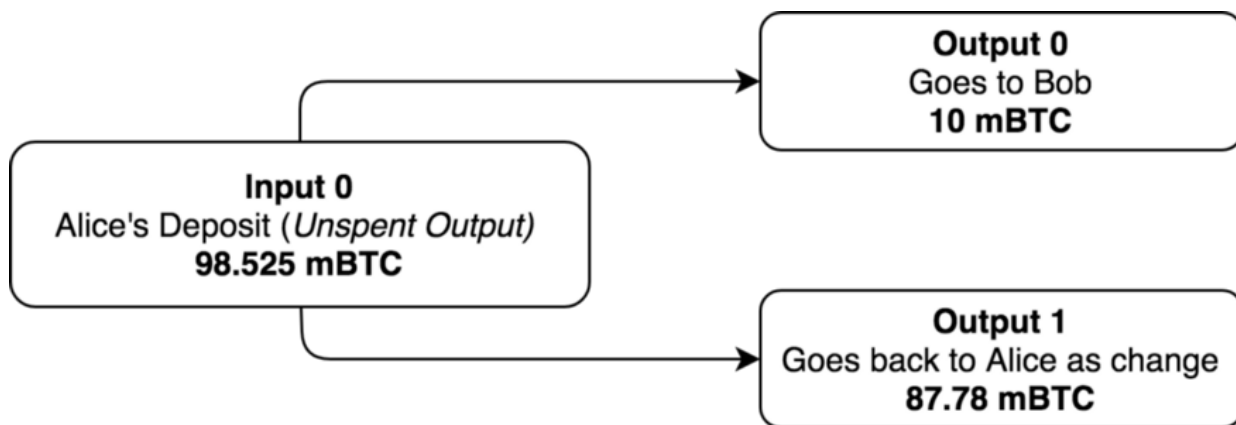 Input 0
Alice's Deposit (Unspent Output)
98.525 mBTC
Output 0
Goes to Bob
10 mBTC
Output 1
Goes back to Alice as change
87.78 mBTC